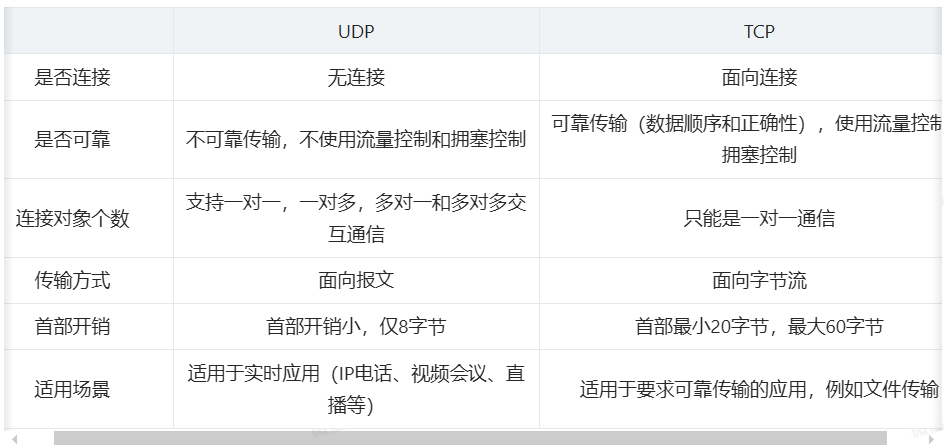 UDP
TCP
是否连接
无连接
面向连接
是否可靠
不可靠传输，不使用流量控制和拥塞控制
可靠传输（数据顺序和正确性），使用流量控制
拥塞控制
连接对象个数
支持一对一，一对多，多对一和多对多交
互通信
只能是一对一通信
传输方式
面向报文
面向字节流
首部开销
首部开销小，仅8字节
首部最小20字节，最大60字节
适用场景
适用于实时应用（IP电话、视频会议、直
播等）
适用于要求可靠传输的应用，例如文件传输